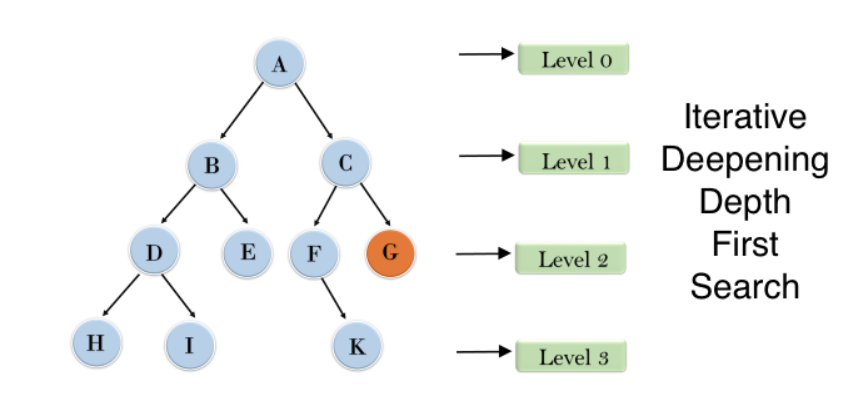 A
Level 0
B
C
Level 1
D
E
F
G
Level 2
H
I
K
Level 3
Iterative
Deepening
Depth
First
Search